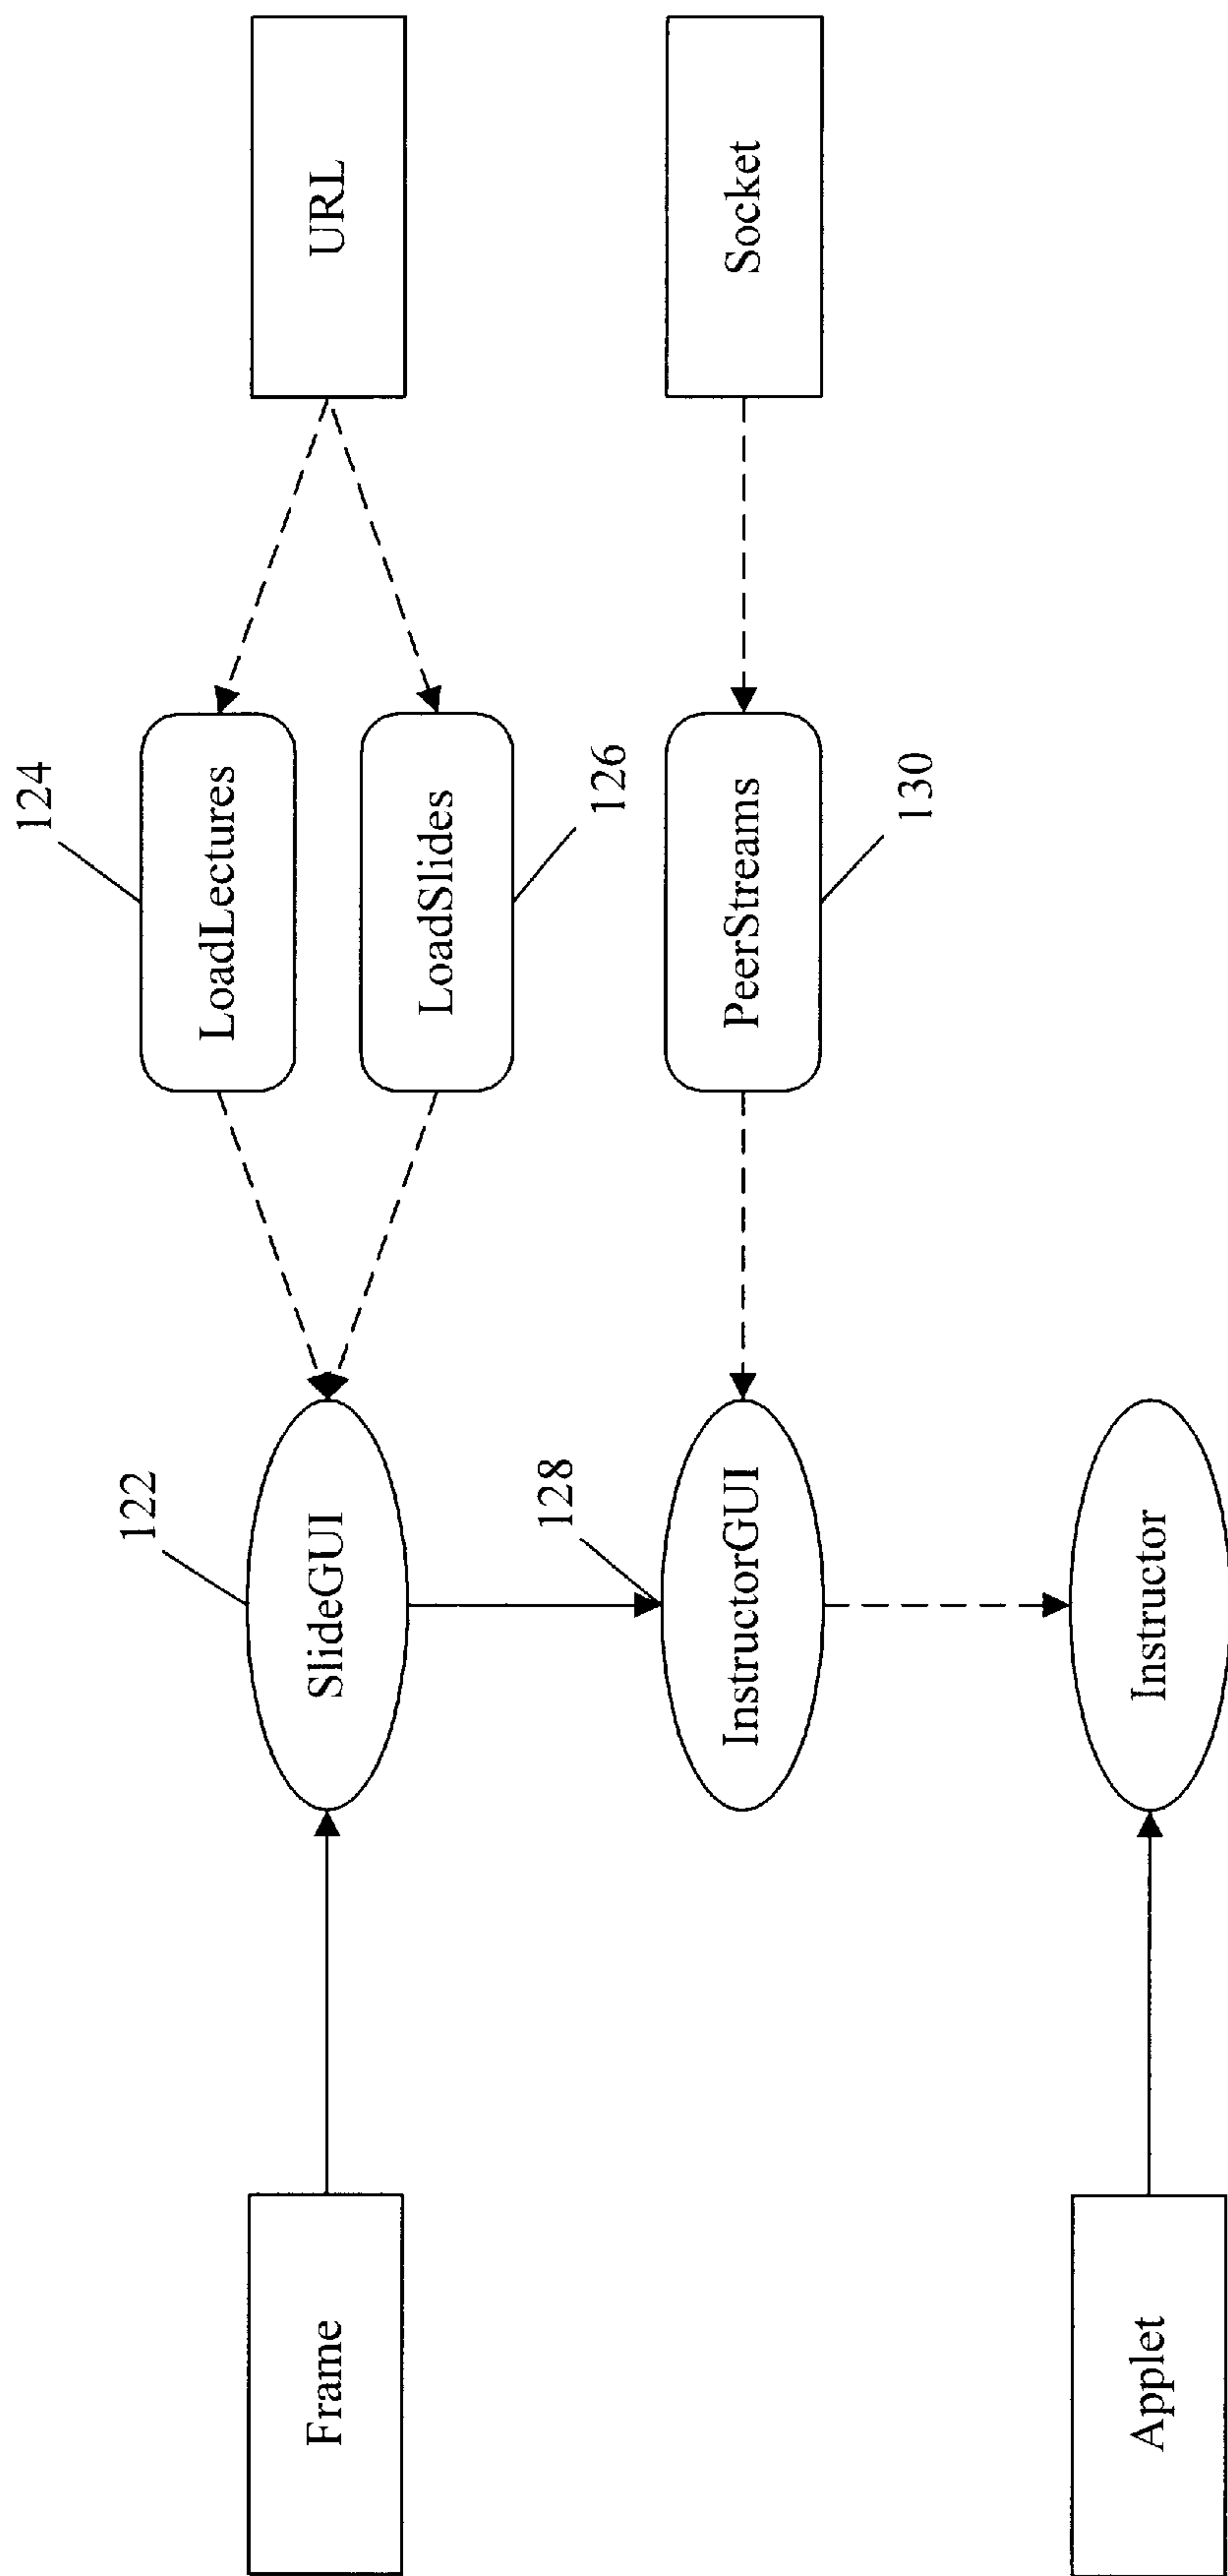 124
122
Frame
SlideGUI
LoadLectures
URL
LoadSlides
126
128
InstructorGUI
PeerStreams
Socket
130
Applet
Instructor